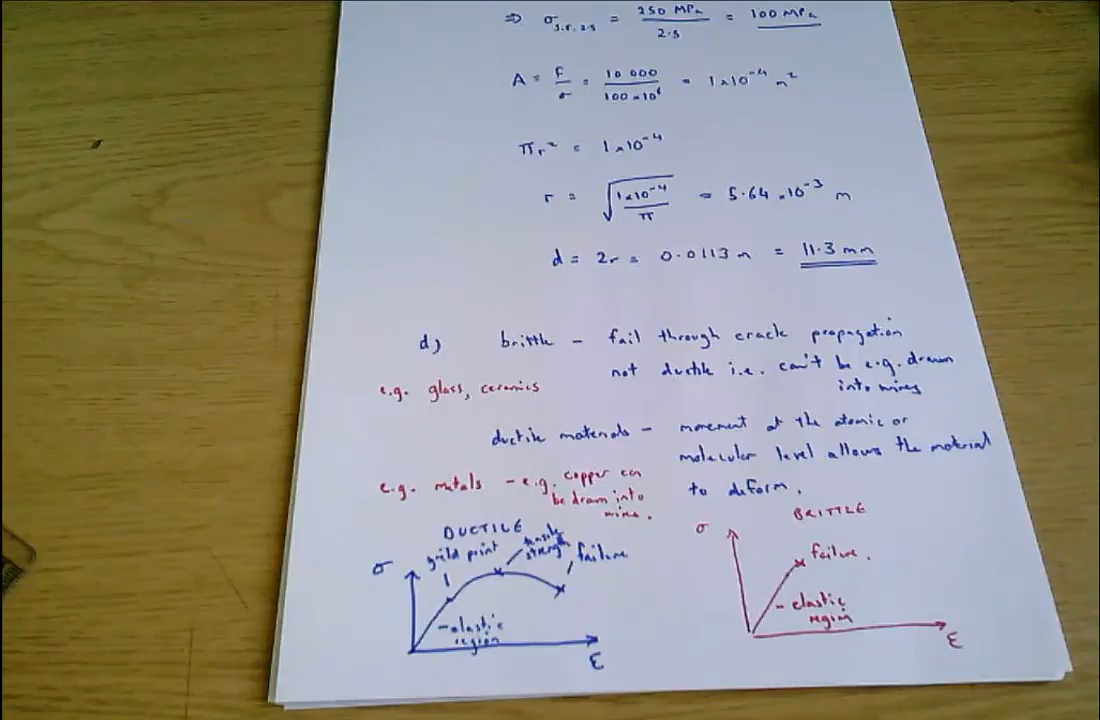 ⇒ σ S.F. 2.5 = 250 MPa / 2.5 = 100 MPa
A = F/σ = 10 000 / 100×10⁶ = 1×10⁻⁴ m²
πr² = 1×10⁻⁴
r = √(1×10⁻⁴ / π) = 5.64 ×10⁻³ m
d = 2r = 0.0113 m = 11.3 mm
d) brittle - fail through crack propagation
not ductile i.e. can't be e.g. drawn
into wires
e.g. glass, ceramics
ductile materials - movement at the atomic or
molecular level allows the material
to deform.
e.g. metals - e.g. copper can
be drawn into
wires.
DUCTILE
yield point
tensile
strength
failure
σ
- elastic
region
ε
BRITTLE
σ
failure.
- elastic
region
ε